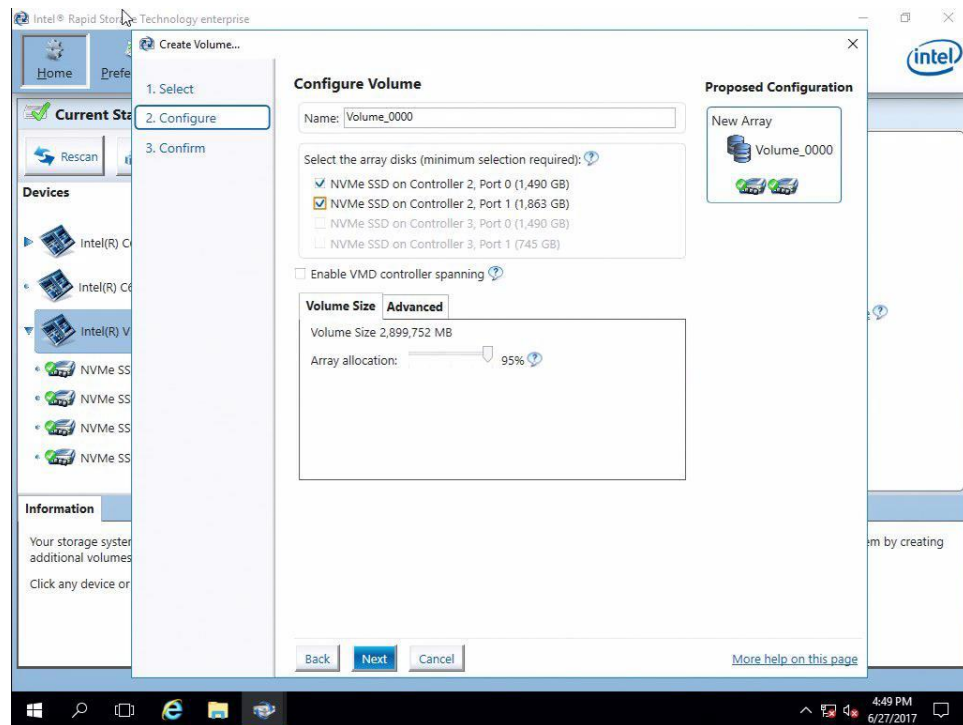 Intel® Rapid Storage Technology enterprise
Create Volume...
Home
Prefe
intel
Current Sta
Rescan
Devices
Intel(R) C
Intel(R) C6
Intel(R) V
NVMe SS
NVMe SS
NVMe SS
NVMe SS
1. Select
2. Configure
3. Confirm
Configure Volume
Name: Volume_0000
Select the array disks (minimum selection required):
NVMe SSD on Controller 2, Port 0 (1,490 GB)
NVMe SSD on Controller 2, Port 1 (1,863 GB)
NVMe SSD on Controller 3, Port 0 (1,490 GB)
NVMe SSD on Controller 3, Port 1 (745 GB)
Enable VMD controller spanning
Volume Size Advanced
Volume Size 2,899,752 MB
Array allocation: 95%
Proposed Configuration
New Array
Volume_0000
Information
Your storage system
additional volumes
Click any device or
em by creating
Back Next Cancel
More help on this page
4:49 PM
6/27/2017